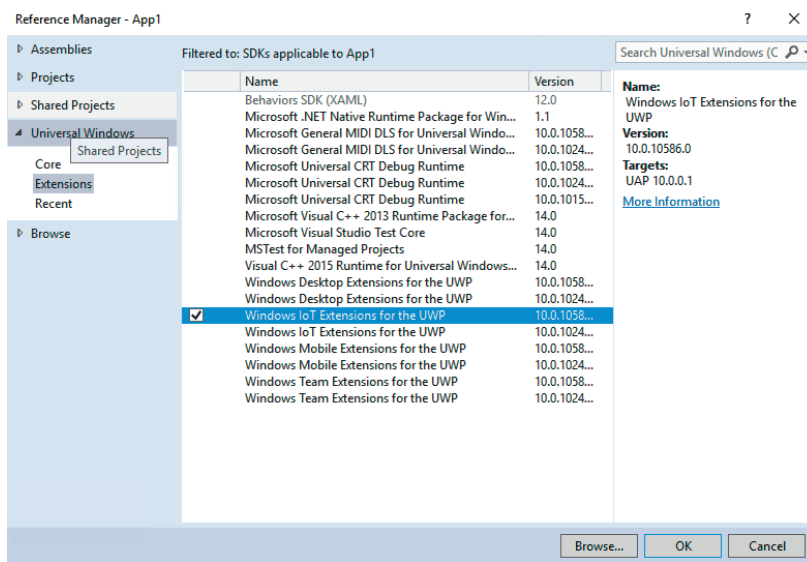 Reference Manager - App1
?
Assemblies
Projects
Shared Projects
Universal Windows
Shared Projects
Core
Extensions
Recent
Browse
Filtered to: SDKs applicable to App1
Search Universal Windows (C
Name Version
Behaviors SDK (XAML) 12.0
Microsoft .NET Native Runtime Package for Win... 1.1
Microsoft General MIDI DLS for Universal Windo... 10.0.1058...
Microsoft General MIDI DLS for Universal Windo... 10.0.1024...
Microsoft Universal CRT Debug Runtime 10.0.1058...
Microsoft Universal CRT Debug Runtime 10.0.1024...
Microsoft Universal CRT Debug Runtime 10.0.1015...
Microsoft Visual C++ 2013 Runtime Package for... 14.0
Microsoft Visual Studio Test Core 14.0
MSTest for Managed Projects 14.0
Visual C++ 2015 Runtime for Universal Windows... 14.0
Windows Desktop Extensions for the UWP 10.0.1058...
Windows Desktop Extensions for the UWP 10.0.1024...
Windows IoT Extensions for the UWP 10.0.1058...
Windows IoT Extensions for the UWP 10.0.1024...
Windows Mobile Extensions for the UWP 10.0.1058...
Windows Mobile Extensions for the UWP 10.0.1024...
Windows Team Extensions for the UWP 10.0.1058...
Windows Team Extensions for the UWP 10.0.1024...
Name:
Windows IoT Extensions for the
UWP
Version:
10.0.10586.0
Targets:
UAP 10.0.0.1
More Information
Browse... OK Cancel